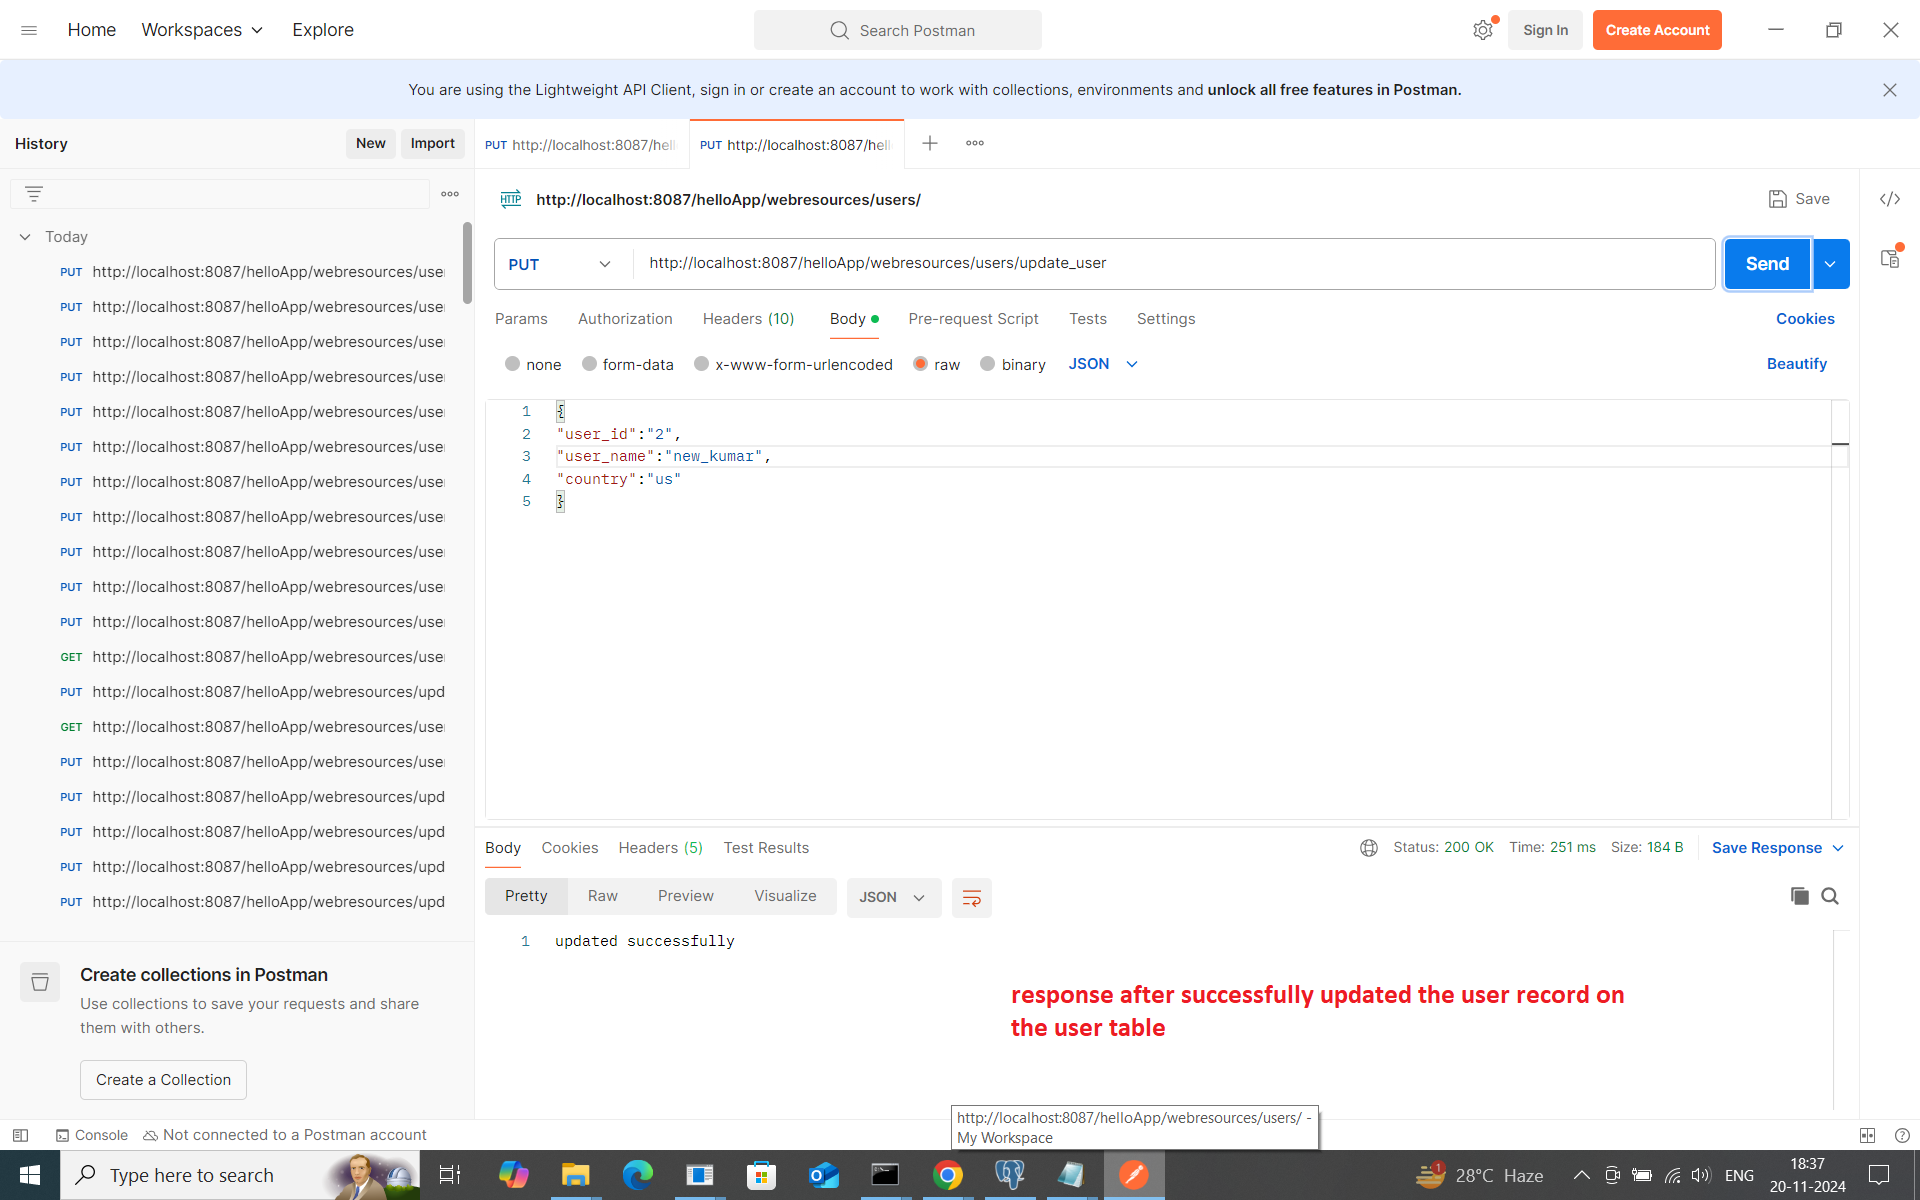 Home Workspaces Explore Search Postman Sign In Create Account
You are using the Lightweight API Client, sign in or create an account to work with collections, environments and unlock all free features in Postman.
History New Import
PUT http://localhost:8087/hell PUT http://localhost:8087/hell
HTTP http://localhost:8087/helloApp/webresources/users/ Save
Today
PUT http://localhost:8087/helloApp/webresources/use
PUT http://localhost:8087/helloApp/webresources/use
PUT http://localhost:8087/helloApp/webresources/use
PUT http://localhost:8087/helloApp/webresources/use
PUT http://localhost:8087/helloApp/webresources/use
PUT http://localhost:8087/helloApp/webresources/use
PUT http://localhost:8087/helloApp/webresources/use
PUT http://localhost:8087/helloApp/webresources/use
PUT http://localhost:8087/helloApp/webresources/use
PUT http://localhost:8087/helloApp/webresources/use
PUT http://localhost:8087/helloApp/webresources/use
GET http://localhost:8087/helloApp/webresources/use
PUT http://localhost:8087/helloApp/webresources/upd
GET http://localhost:8087/helloApp/webresources/use
PUT http://localhost:8087/helloApp/webresources/use
PUT http://localhost:8087/helloApp/webresources/upd
PUT http://localhost:8087/helloApp/webresources/upd
PUT http://localhost:8087/helloApp/webresources/upd
PUT http://localhost:8087/helloApp/webresources/upd
Create collections in Postman
Use collections to save your requests and share
them with others.
Create a Collection
PUT http://localhost:8087/helloApp/webresources/users/update_user Send
Params Authorization Headers (10) Body Pre-request Script Tests Settings Cookies
none form-data x-www-form-urlencoded raw binary JSON Beautify
1 {
2 "user_id":"2",
3 "user_name":"new_kumar",
4 "country":"us"
5 }
Body Cookies Headers (5) Test Results Status: 200 OK Time: 251 ms Size: 184 B Save Response
Pretty Raw Preview Visualize JSON
1 updated successfully
response after successfully updated the user record on
the user table
http://localhost:8087/helloApp/webresources/users/ -
My Workspace
Console Not connected to a Postman account
Type here to search 1 28°C Haze ENG 18:37
20-11-2024